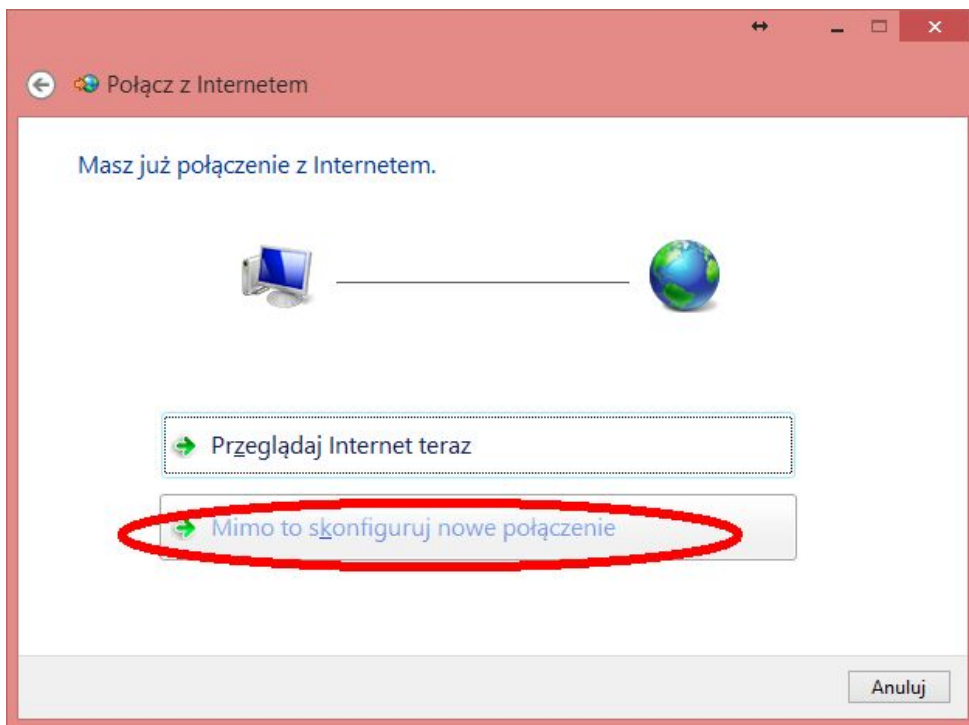 Połącz z Internetem
Masz już połączenie z Internetem.
Przeglądaj Internet teraz
Mimo to skonfiguruj nowe połączenie
Anuluj